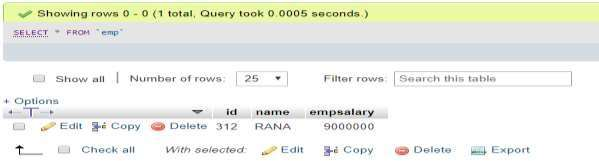 Showing rows 0 - 0 (1 total, Query took 0.0005 seconds.)
SELECT * FROM `emp`
Show all | Number of rows: 25 Filter rows: Search this table
+ Options
id name empsalary
Edit Copy Delete 312 RANA 9000000
Check all With selected: Edit Copy Delete Export